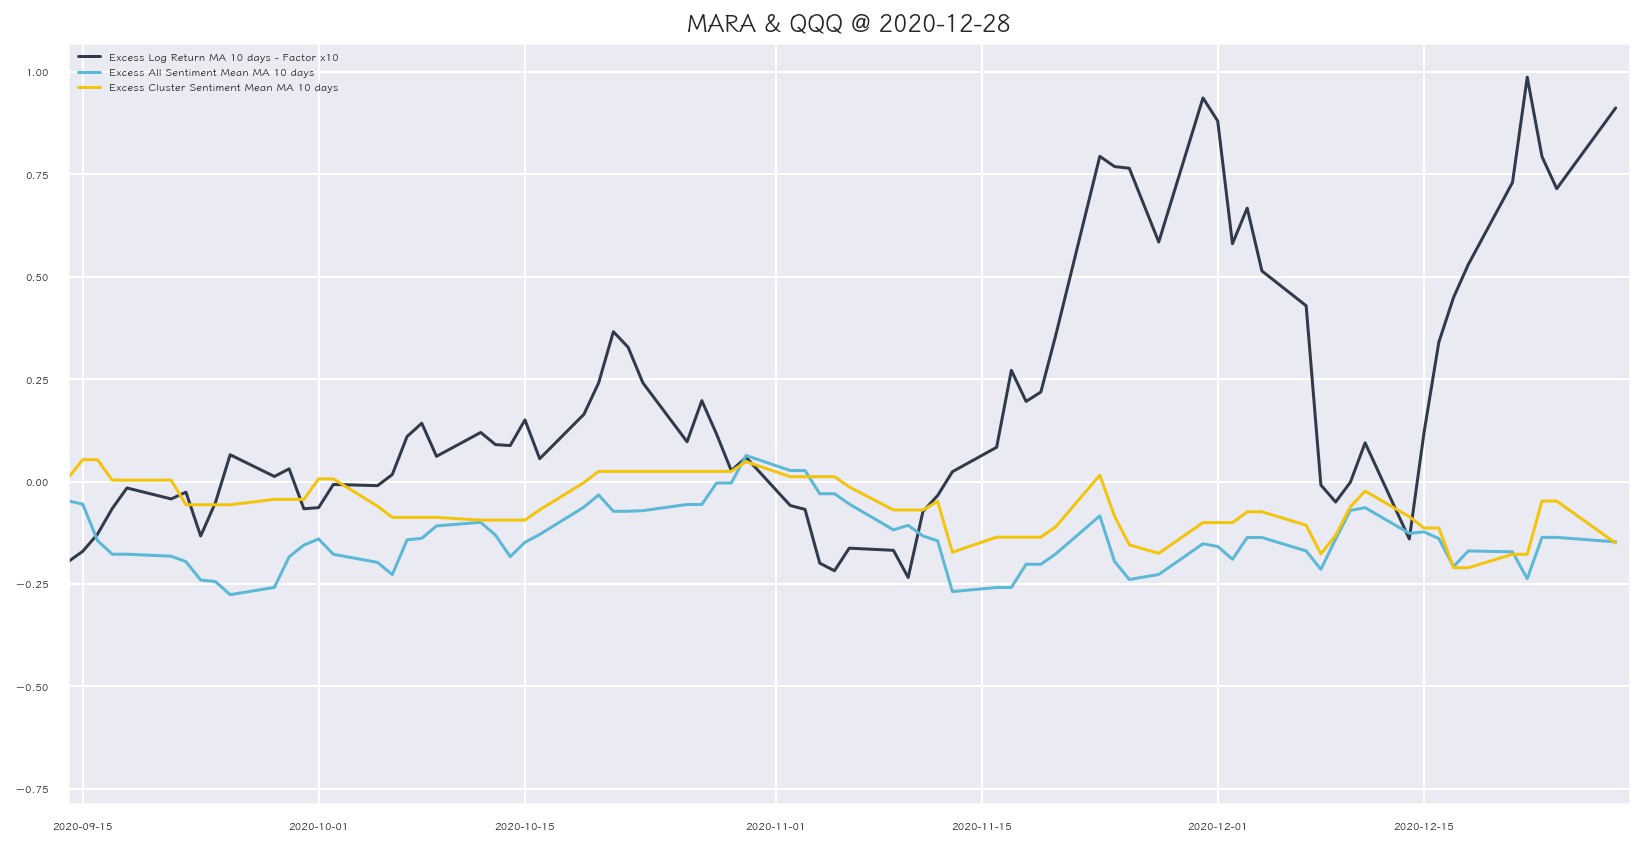 MARA & QQQ @ 2020-12-28
Excess Log Return MA 10 days - Factor x10
Excess All Sentiment Mean MA 10 days
Excess Cluster Sentiment Mean MA 10 days
1.00
0.75
0.50
0.25
0.00
−0.25
−0.50
−0.75
2020-09-15 2020-10-01 2020-10-15 2020-11-01 2020-11-15 2020-12-01 2020-12-15